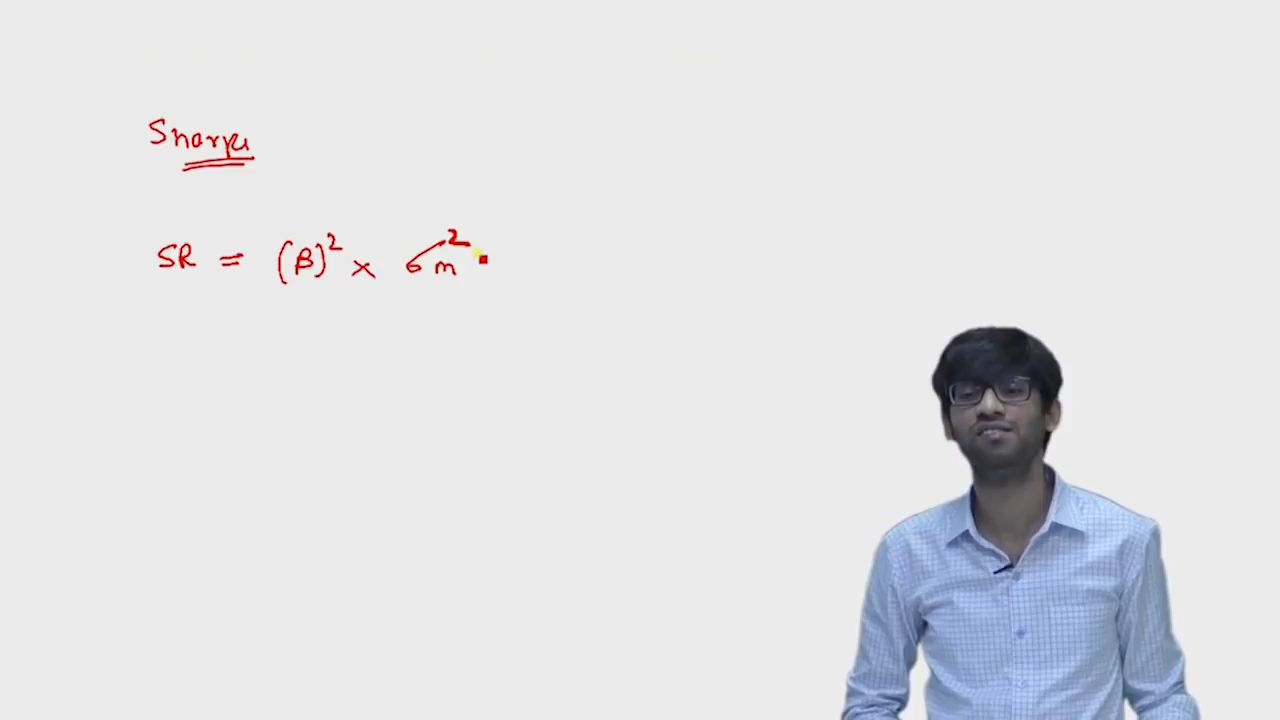 Sharpe
SR = (β)² × σm²